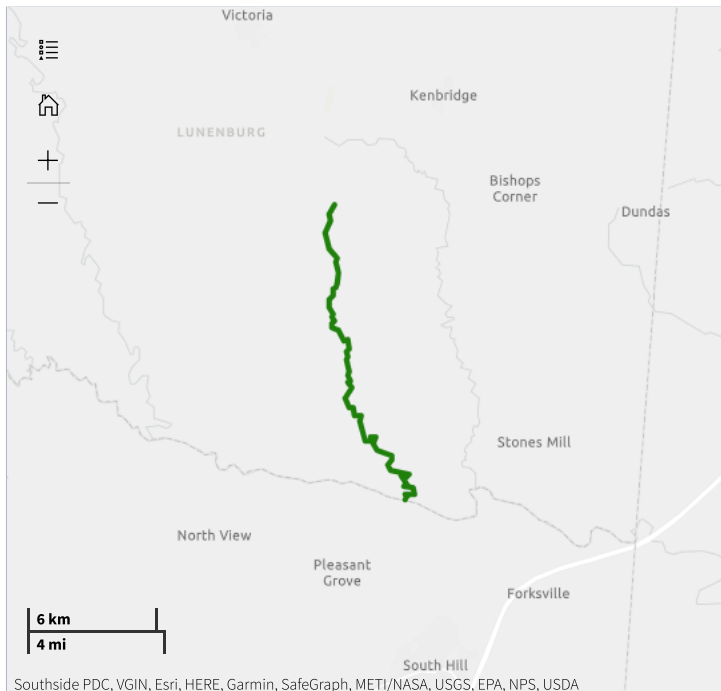 Victoria
Kenbridge
LUNENBURG
Bishops
Corner
Dundas
Stones Mill
North View
Pleasant
Grove
Forksville
6 km
4 mi
South Hill
Southside PDC, VGIN, Esri, HERE, Garmin, SafeGraph, METI/NASA, USGS, EPA, NPS, USDA